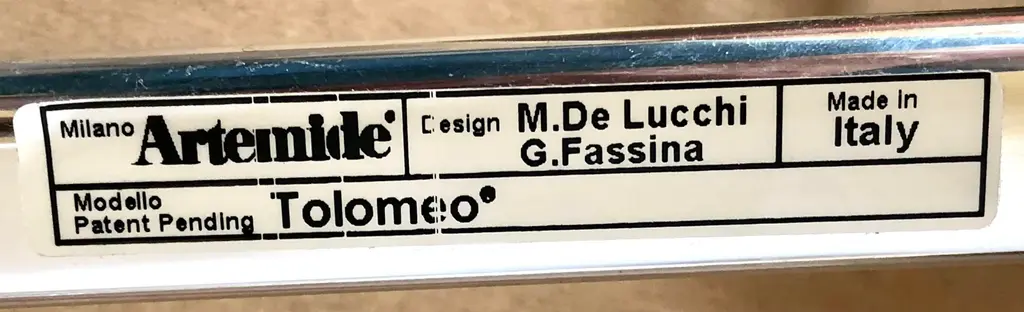 Milano Artemide®
Design M.De Lucchi
G.Fassina
Made in
Italy
Modello
Patent Pending Tolomeo®